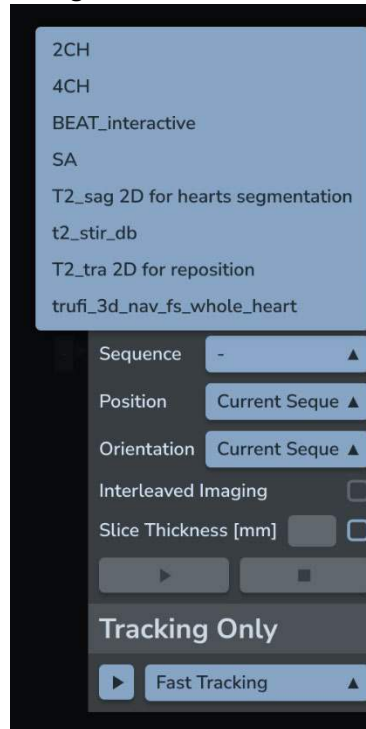 2CH
4CH
BEAT_interactive
SA
T2_sag 2D for hearts segmentation
t2_stir_db
T2_tra 2D for reposition
trufi_3d_nav_fs_whole_heart
Sequence - ▲
Position Current Seque ▲
Orientation Current Seque ▲
Interleaved Imaging
Slice Thickness [mm]
Tracking Only
Fast Tracking ▲